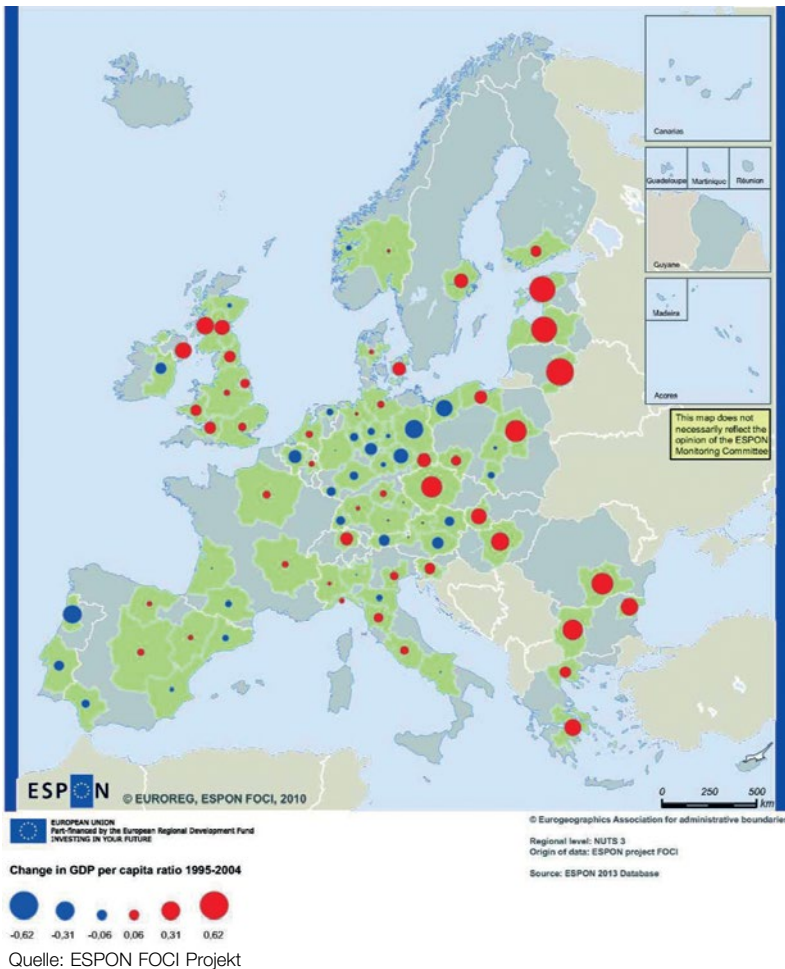 Canarias
Guadeloupe
Martinique
Réunion
Guyane
Madeira
Acores
This map does not
necessarily reflect the
opinion of the ESPON
Monitoring Committee
ESPON
© EUROREG, ESPON FOCI, 2010
0 250 500
km
EUROPEAN UNION
Part-financed by the European Regional Development Fund
INVESTING IN YOUR FUTURE
© Eurogeographics Association for administrative boundaries
Regional level: NUTS 3
Origin of data: ESPON project FOCI
Source: ESPON 2013 Database
Change in GDP per capita ratio 1995-2004
-0,62 -0,31 -0,06 0,06 0,31 0,62
Quelle: ESPON FOCI Projekt